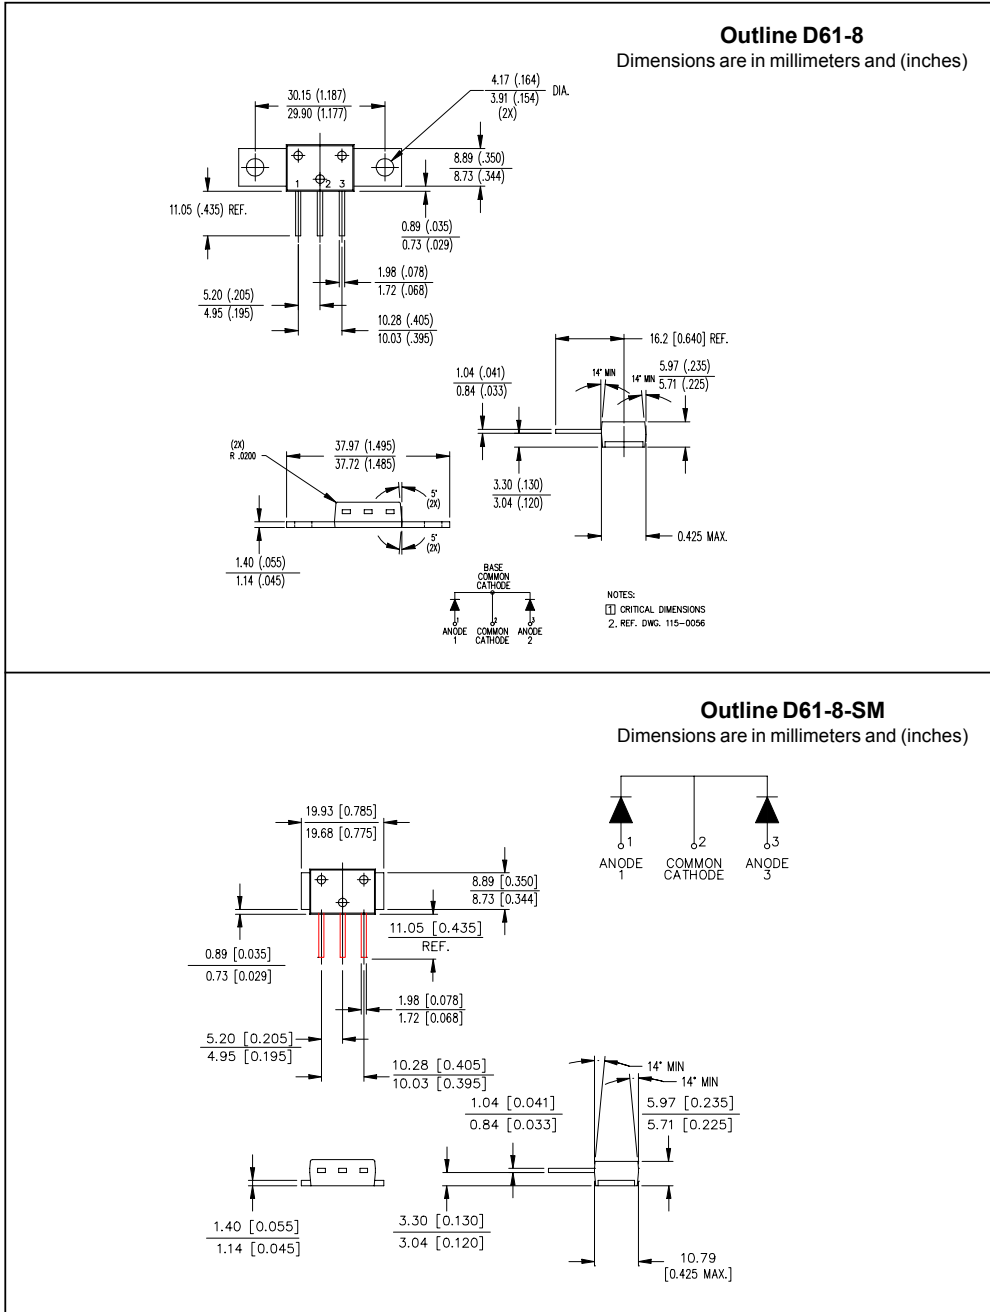 Outline D61-8
Dimensions are in millimeters and (inches)
4.17 (.164)
3.91 (.154)
DIA.
(2X)
30.15 (1.187)
29.90 (1.177)
8.89 (.350)
8.73 (.344)
1 2 3
11.05 (.435) REF.
0.89 (.035)
0.73 (.029)
1.98 (.078)
1.72 (.068)
5.20 (.205)
4.95 (.195)
10.28 (.405)
10.03 (.395)
16.2 [0.640] REF.
1.04 (.041)
0.84 (.033)
14° MIN
14° MIN
5.97 (.235)
5.71 (.225)
(2X)
R .0200
37.97 (1.495)
37.72 (1.485)
5°
(2X)
3.30 (.130)
3.04 (.120)
0.425 MAX.
5°
(2X)
1.40 (.055)
1.14 (.045)
BASE
COMMON
CATHODE
1 2 3
ANODE
1
COMMON
CATHODE
ANODE
2
NOTES:
1 CRITICAL DIMENSIONS
2. REF. DWG. 115-0056
Outline D61-8-SM
Dimensions are in millimeters and (inches)
1 2 3
ANODE
1
COMMON
CATHODE
ANODE
3
19.93 [0.785]
19.68 [0.775]
8.89 [0.350]
8.73 [0.344]
11.05 [0.435]
REF.
0.89 [0.035]
0.73 [0.029]
1.98 [0.078]
1.72 [0.068]
5.20 [0.205]
4.95 [0.195]
10.28 [0.405]
10.03 [0.395]
14° MIN
14° MIN
1.04 [0.041]
0.84 [0.033]
5.97 [0.235]
5.71 [0.225]
1.40 [0.055]
1.14 [0.045]
3.30 [0.130]
3.04 [0.120]
10.79
[0.425 MAX.]